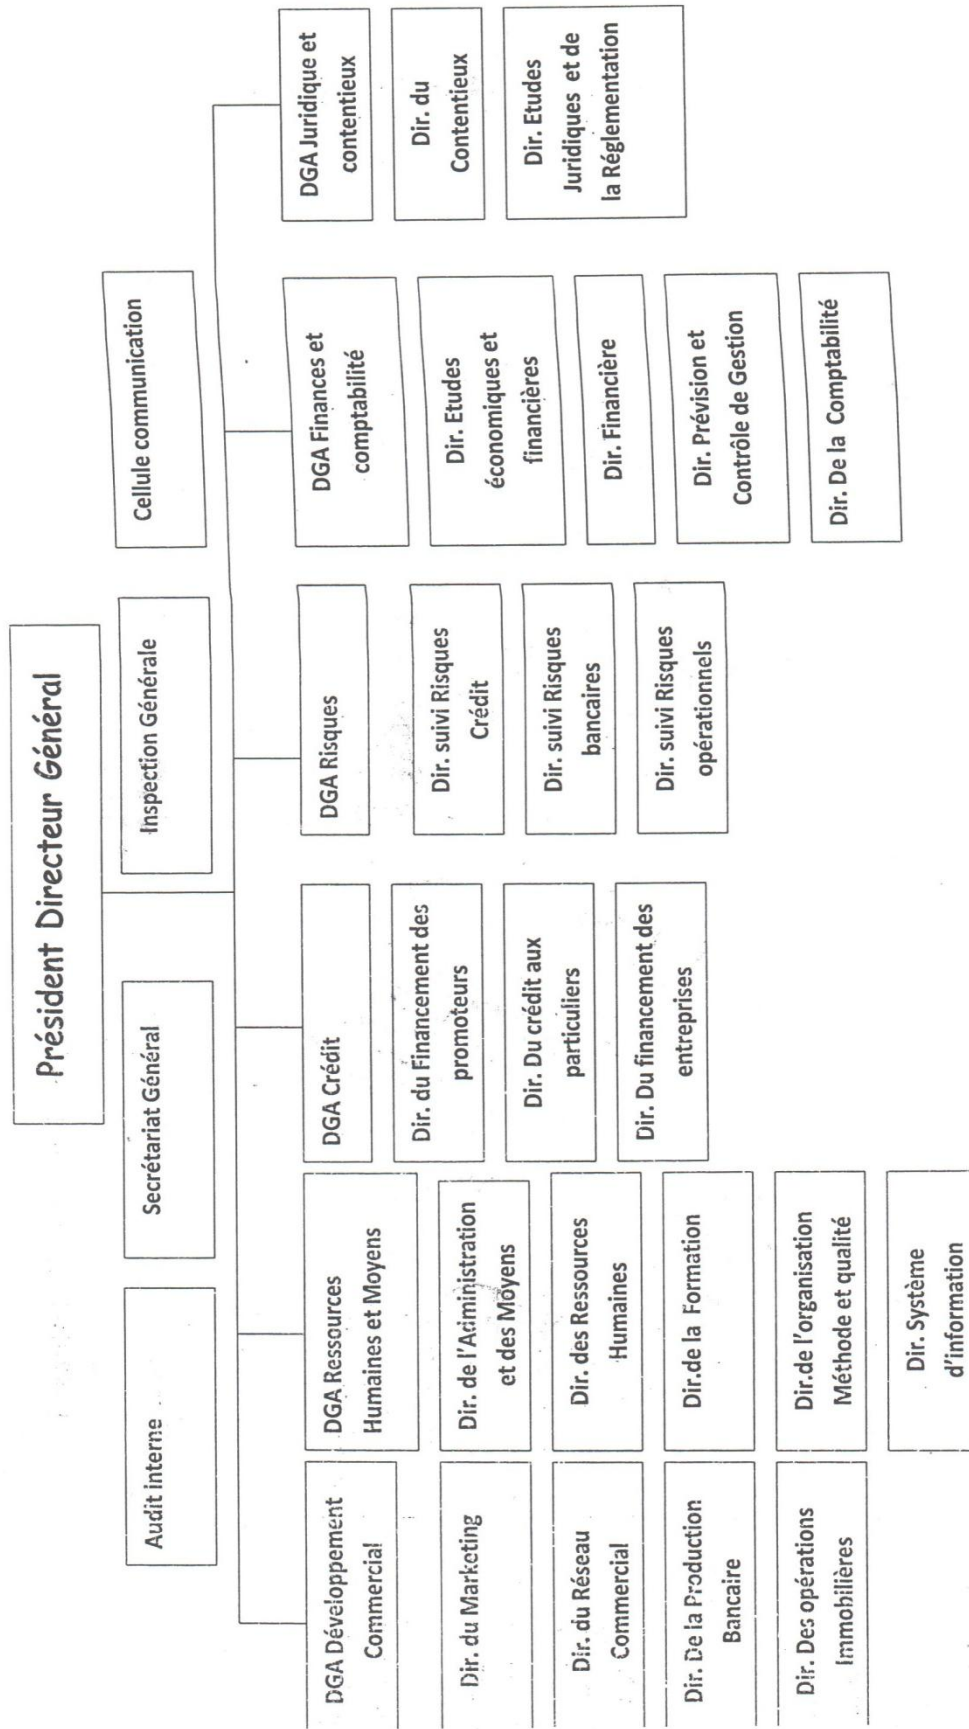 Président Directeur Général
Audit interne
Secrétariat Général
Inspection Générale
Cellule communication
DGA Développement
Commercial
Dir. du Marketing
Dir. du Réseau
Commercial
Dir. De la Production
Bancaire
Dir. Des opérations
Immobilières
DGA Ressources
Humaines et Moyens
Dir. de l'Administration
et des Moyens
Dir. des Ressources
Humaines
Dir.de la Formation
Dir.de l'organisation
Méthode et qualité
Dir. Système
d'information
DGA Crédit
Dir. du Financement des
promoteurs
Dir. Du crédit aux
particuliers
Dir. Du financement des
entreprises
DGA Risques
Dir. suivi Risques
Crédit
Dir. suivi Risques
bancaires
Dir. suivi Risques
opérationnels
DGA Finances et
comptabilité
Dir. Etudes
économiques et
financières
Dir. Financière
Dir. Prévision et
Contrôle de Gestion
Dir. De la Comptabilité
DGA Juridique et
contentieux
Dir. du
Contentieux
Dir. Etudes
Juridiques et de
la Réglementation